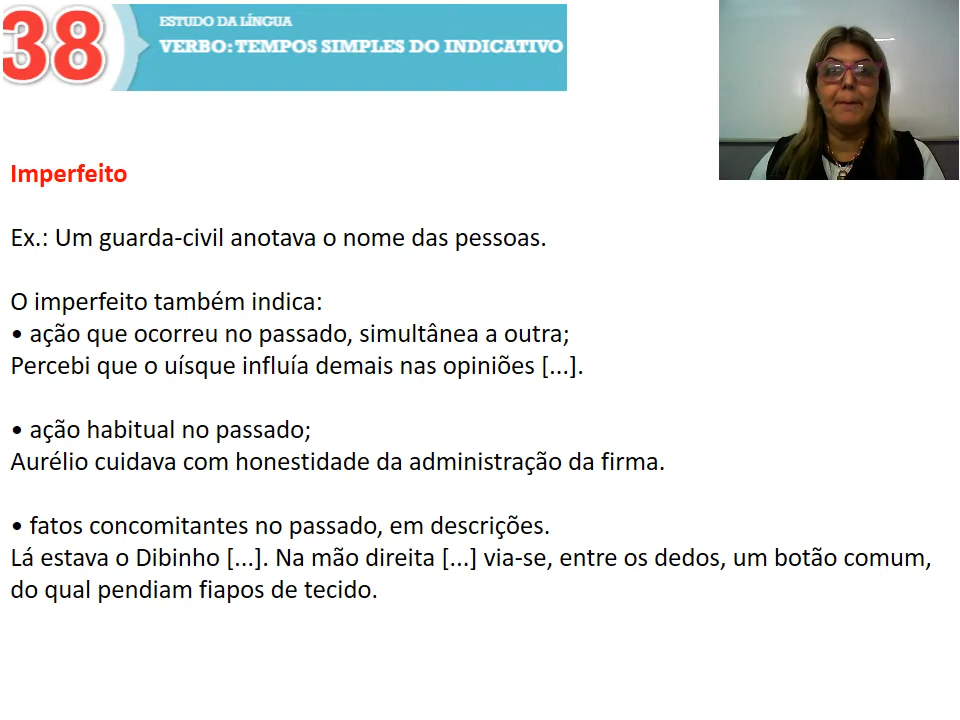 38
ESTUDO DA LÍNGUA
VERBO: TEMPOS SIMPLES DO INDICATIVO
Imperfeito
Ex.: Um guarda-civil anotava o nome das pessoas.
O imperfeito também indica:
• ação que ocorreu no passado, simultânea a outra;
Percebi que o uísque influía demais nas opiniões [...].
• ação habitual no passado;
Aurélio cuidava com honestidade da administração da firma.
• fatos concomitantes no passado, em descrições.
Lá estava o Dibinho [...]. Na mão direita [...] via-se, entre os dedos, um botão comum,
do qual pendiam fiapos de tecido.